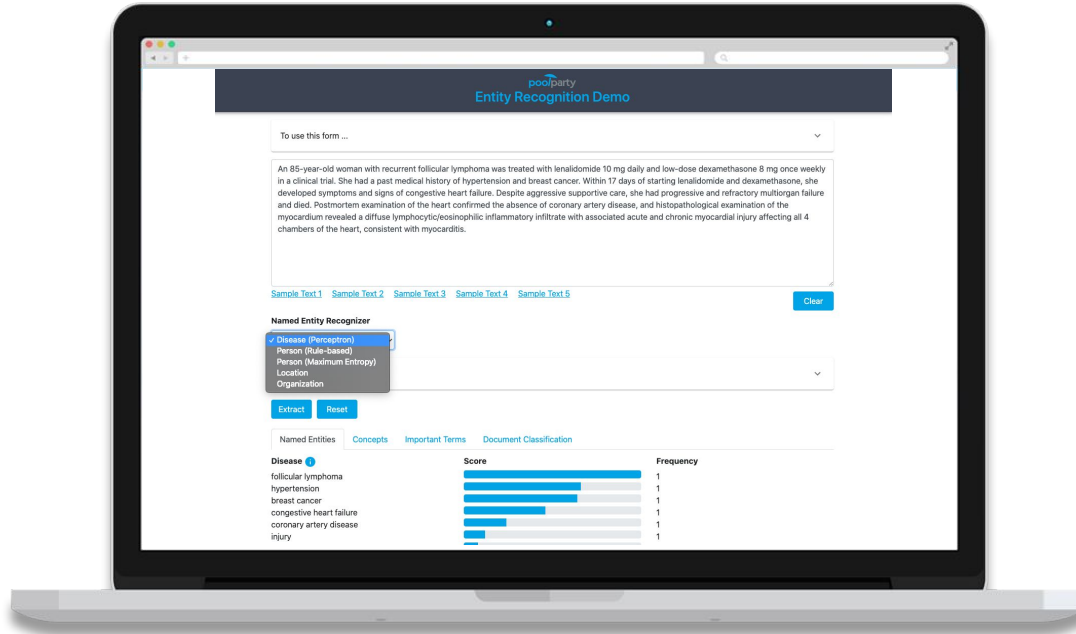 poolparty
Entity Recognition Demo
To use this form ...
An 85-year-old woman with recurrent follicular lymphoma was treated with lenalidomide 10 mg daily and low-dose dexamethasone 8 mg once weekly
in a clinical trial. She had a past medical history of hypertension and breast cancer. Within 17 days of starting lenalidomide and dexamethasone, she
developed symptoms and signs of congestive heart failure. Despite aggressive supportive care, she had progressive and refractory multiorgan failure
and died. Postmortem examination of the heart confirmed the absence of coronary artery disease, and histopathological examination of the
myocardium revealed a diffuse lymphocytic/eosinophilic inflammatory infiltrate with associated acute and chronic myocardial injury affecting all 4
chambers of the heart, consistent with myocarditis.
Sample Text 1 Sample Text 2 Sample Text 3 Sample Text 4 Sample Text 5
Clear
Named Entity Recognizer
✓ Disease (Perceptron)
Person (Rule-based)
Person (Maximum Entropy)
Location
Organization
Extract Reset
Named Entities Concepts Important Terms Document Classification
Disease Score Frequency
follicular lymphoma 1
hypertension 1
breast cancer 1
congestive heart failure 1
coronary artery disease 1
injury 1